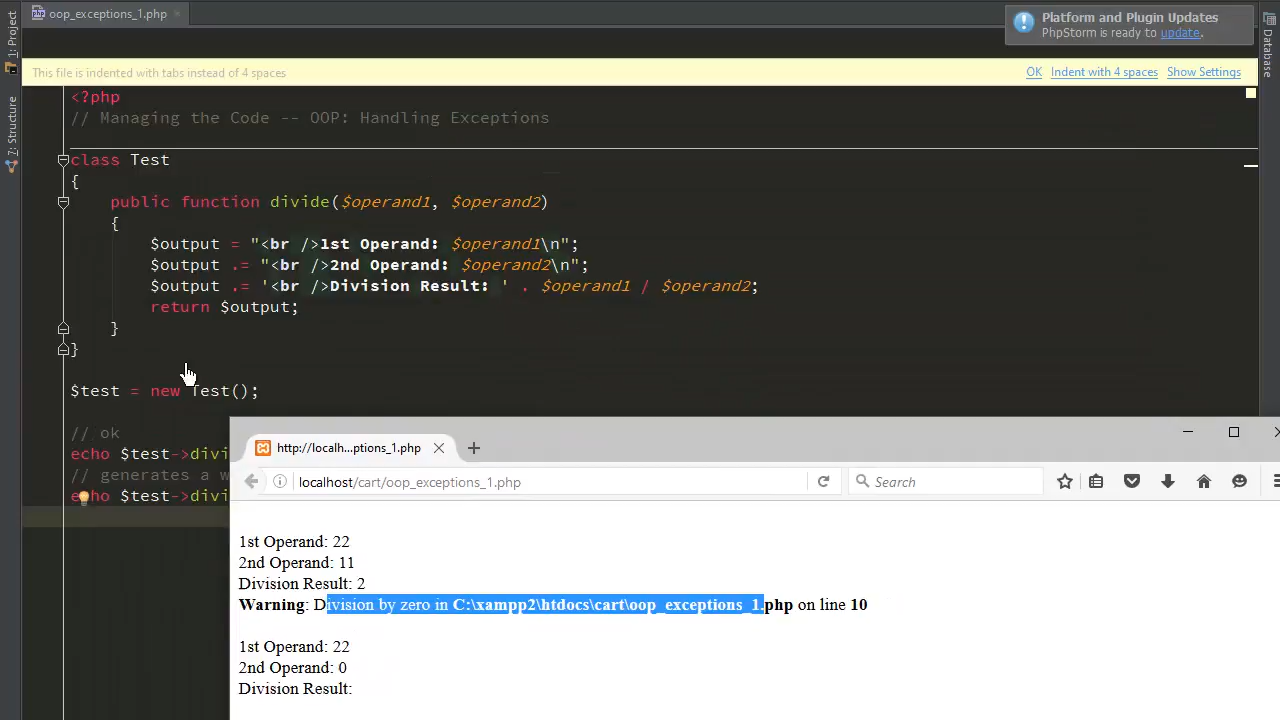 oop_exceptions_1.php
1: Project
7: Structure
Database
Platform and Plugin Updates
PhpStorm is ready to update.
This file is indented with tabs instead of 4 spaces
OK Indent with 4 spaces Show Settings
<?php
// Managing the Code -- OOP: Handling Exceptions
class Test
{
public function divide($operand1, $operand2)
{
$output = "<br />1st Operand: $operand1\n";
$output .= "<br />2nd Operand: $operand2\n";
$output .= '<br />Division Result: ' . $operand1 / $operand2;
return $output;
}
}
$test = new Test();
// ok
echo $test->divi
// generates a w
echo $test->divi
http://localh...ptions_1.php
localhost/cart/oop_exceptions_1.php
Search
1st Operand: 22
2nd Operand: 11
Division Result: 2
Warning: Division by zero in C:\xampp2\htdocs\cart\oop_exceptions_1.php on line 10
1st Operand: 22
2nd Operand: 0
Division Result: